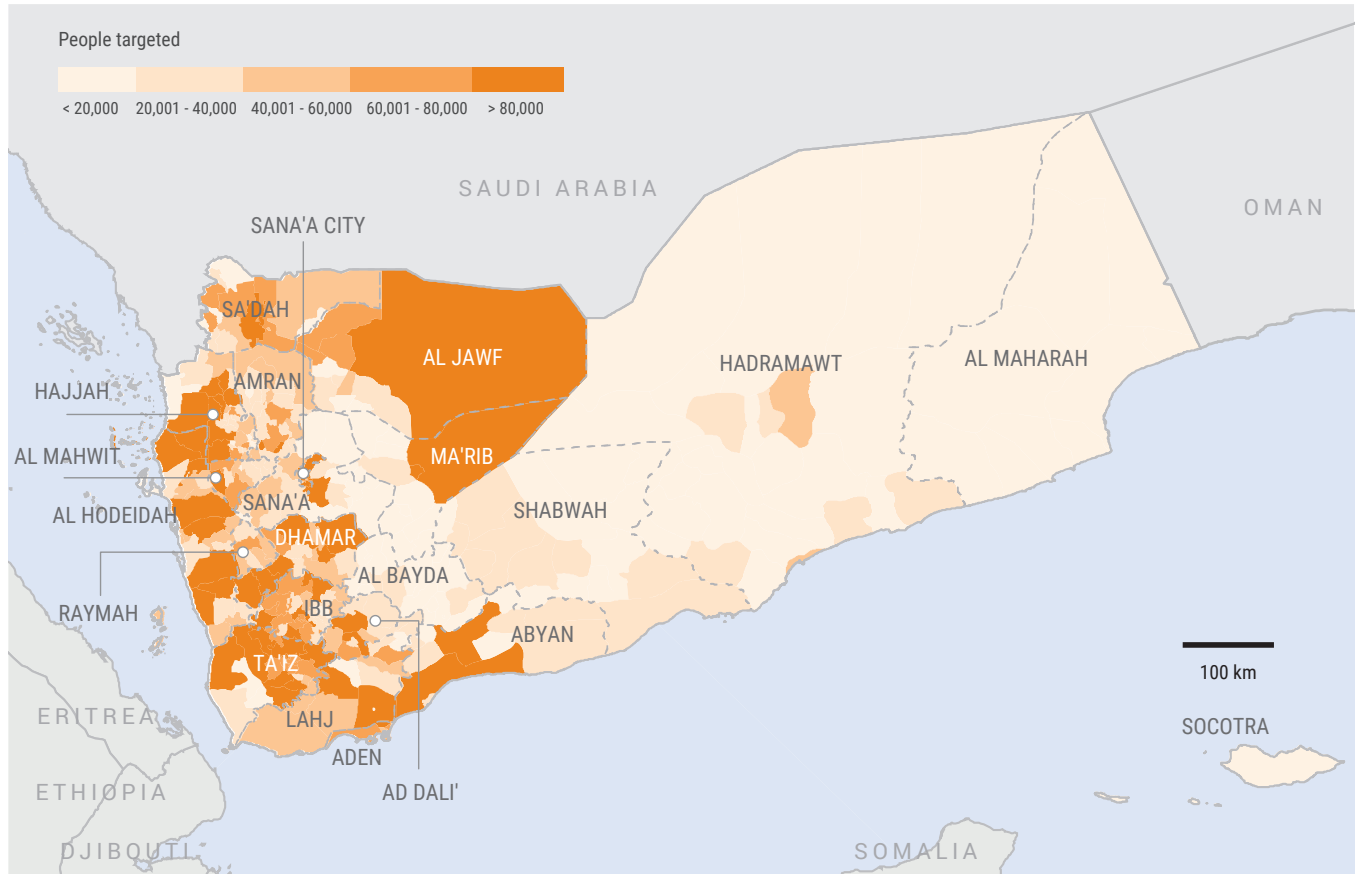 People targeted
< 20,000
20,001 - 40,000
40,001 - 60,000
60,001 - 80,000
> 80,000
SAUDI ARABIA
OMAN
SANA'A CITY
SA'DAH
AL JAWF
HADRAMAWT
AL MAHARAH
AMRAN
HAJJAH
MA'RIB
AL MAHWIT
SANA'A
SHABWAH
AL HODEIDAH
DHAMAR
AL BAYDA
RAYMAH
IBB
ABYAN
TA'IZ
100 km
ERITREA
LAHJ
SOCOTRA
ADEN
ETHIOPIA
AD DALI'
DJIBOUTI
SOMALIA